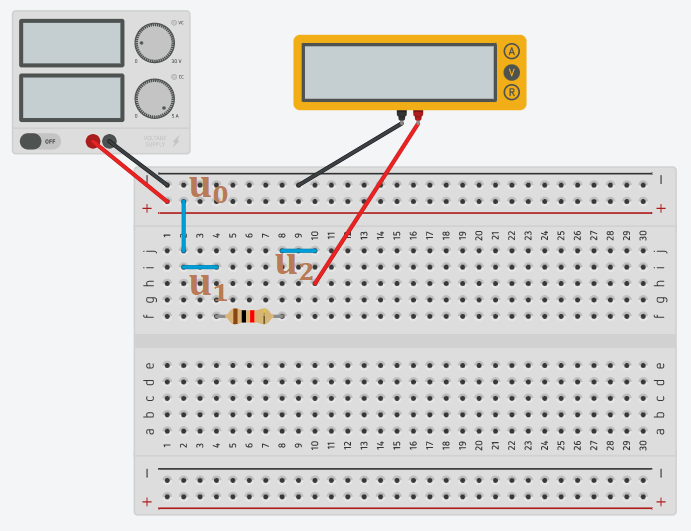 VC
0 30 V
CC
0 5 A
OFF
VOLTAGE
SUPPLY
A
V
R
− −
+ +
u0
1 2 3 4 5 6 7 8 9 10 11 12 13 14 15 16 17 18 19 20 21 22 23 24 25 26 27 28 29 30
j j
u2
i i
u1
h h
g g
f f
e e
d d
c c
b b
a a
1 2 3 4 5 6 7 8 9 10 11 12 13 14 15 16 17 18 19 20 21 22 23 24 25 26 27 28 29 30
− −
+ +